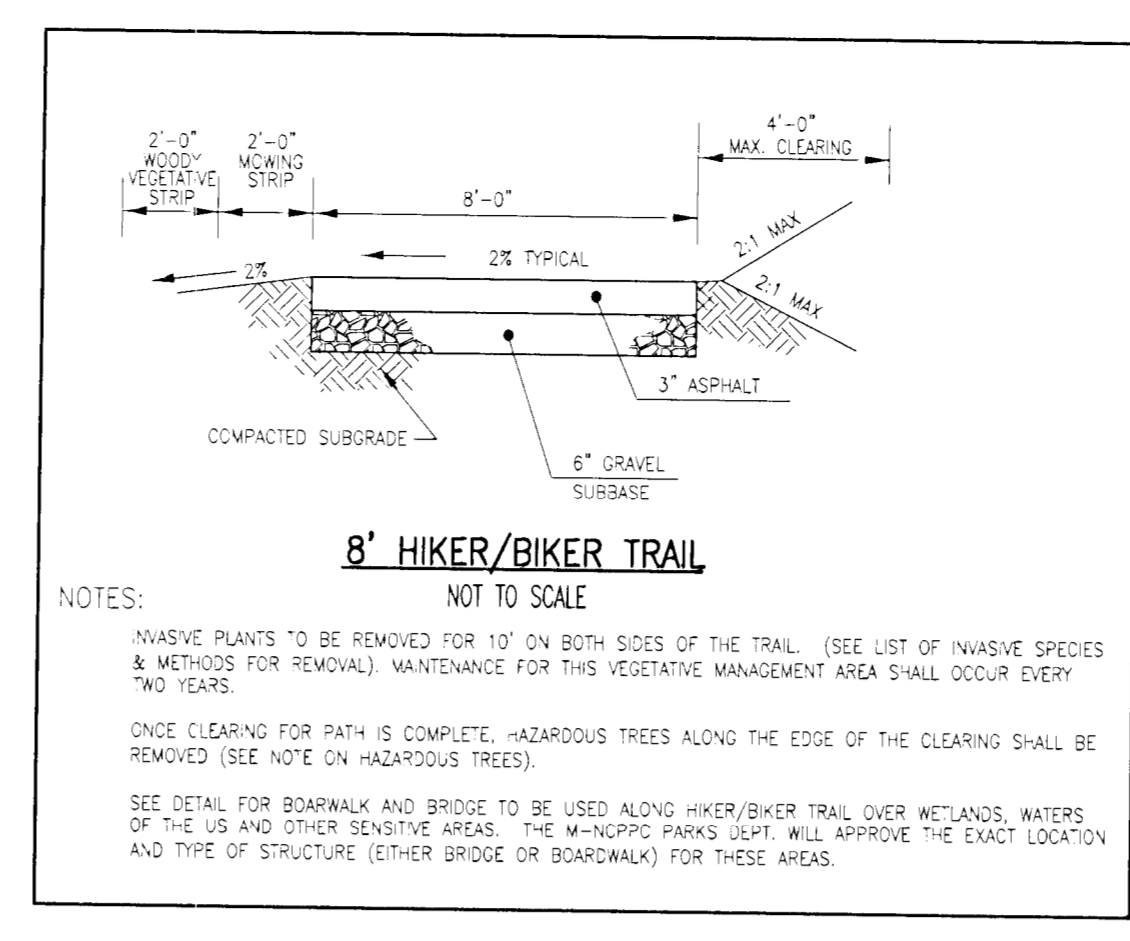 2'-0"
WOODY
VEGETATIVE
STRIP
2'-0"
MOWING
STRIP
8'-0"
4'-0"
MAX. CLEARING
2%
2% TYPICAL
2:1 MAX
2:1 MAX
3" ASPHALT
COMPACTED SUBGRADE
6" GRAVEL
SUBBASE
8' HIKER/BIKER TRAIL
NOT TO SCALE
NOTES:
INVASIVE PLANTS TO BE REMOVED FOR 10' ON BOTH SIDES OF THE TRAIL. (SEE LIST OF INVASIVE SPECIES
& METHODS FOR REMOVAL). MAINTENANCE FOR THIS VEGETATIVE MANAGEMENT AREA SHALL OCCUR EVERY
TWO YEARS.
ONCE CLEARING FOR PATH IS COMPLETE, HAZARDOUS TREES ALONG THE EDGE OF THE CLEARING SHALL BE
REMOVED (SEE NOTE ON HAZARDOUS TREES).
SEE DETAIL FOR BOARWALK AND BRIDGE TO BE USED ALONG HIKER/BIKER TRAIL OVER WETLANDS, WATERS
OF THE US AND OTHER SENSITIVE AREAS. THE M-NCPPC PARKS DEPT. WILL APPROVE THE EXACT LOCATION
AND TYPE OF STRUCTURE (EITHER BRIDGE OR BOARDWALK) FOR THESE AREAS.